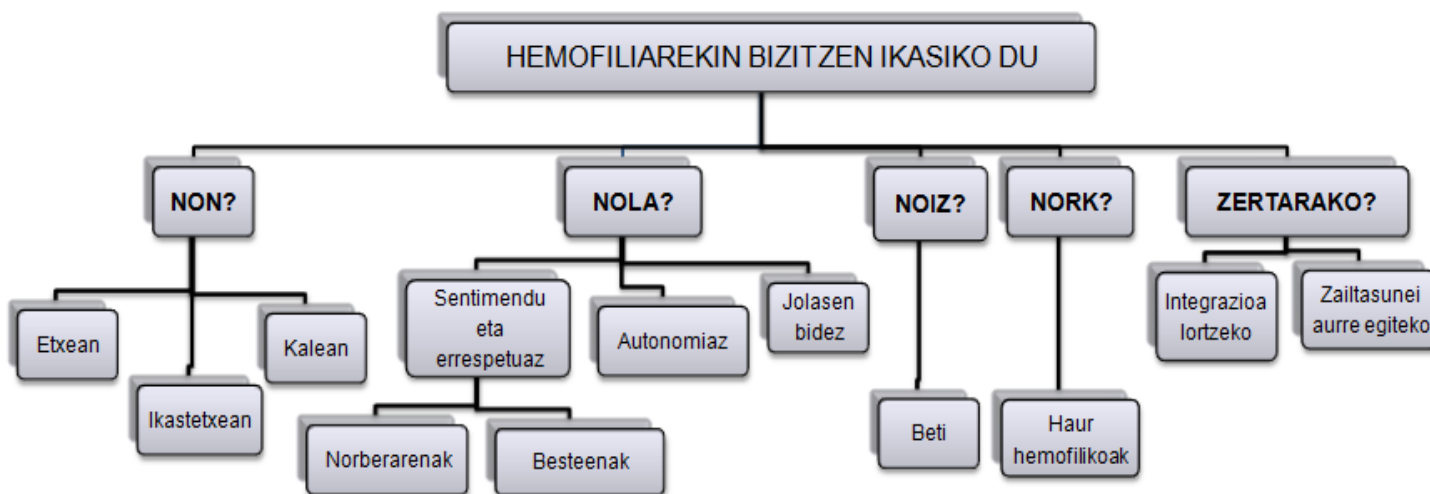 HEMOFILIAREKIN BIZITZEN IKASIKO DU
NON?
NOLA?
NOIZ?
NORK?
ZERTARAKO?
Etxean
Ikastetxean
Kalean
Sentimendu
eta
errespetuaz
Norberarenak
Besteenak
Autonomiaz
Jolasen
bidez
Beti
Haur
hemofilikoak
Integrazioa
lortzeko
Zailtasunei
aurre egiteko